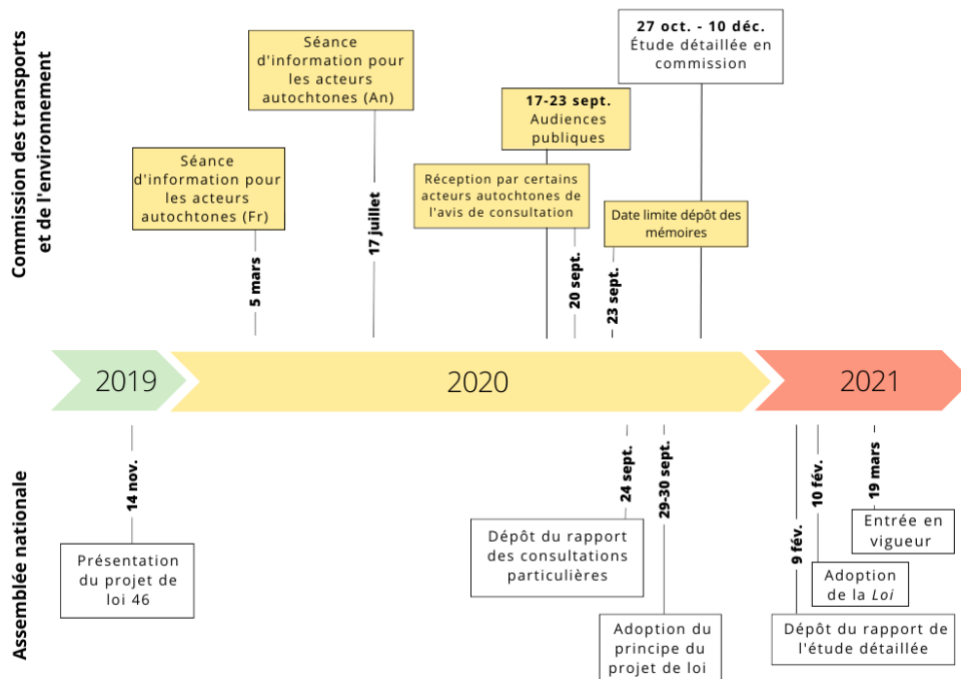 Commission des transports
et de l'environnement
Séance
d'information pour
les acteurs
autochtones (Fr)
5 mars
Séance
d'information pour
les acteurs
autochtones (An)
17 juillet
17-23 sept.
Audiences
publiques
Réception par certains
acteurs autochtones de
l'avis de consultation
20 sept.
Date limite dépôt des
mémoires
23 sept.
27 oct. - 10 déc.
Étude détaillée en
commission
2019
2020
2021
Assemblée nationale
14 nov.
Présentation
du projet de
loi 46
24 sept.
Dépôt du rapport
des consultations
particulières
29-30 sept.
Adoption du
principe du
projet de loi
9 fév.
Dépôt du rapport de
l'étude détaillée
10 fév.
Adoption
de la Loi
19 mars
Entrée en
vigueur